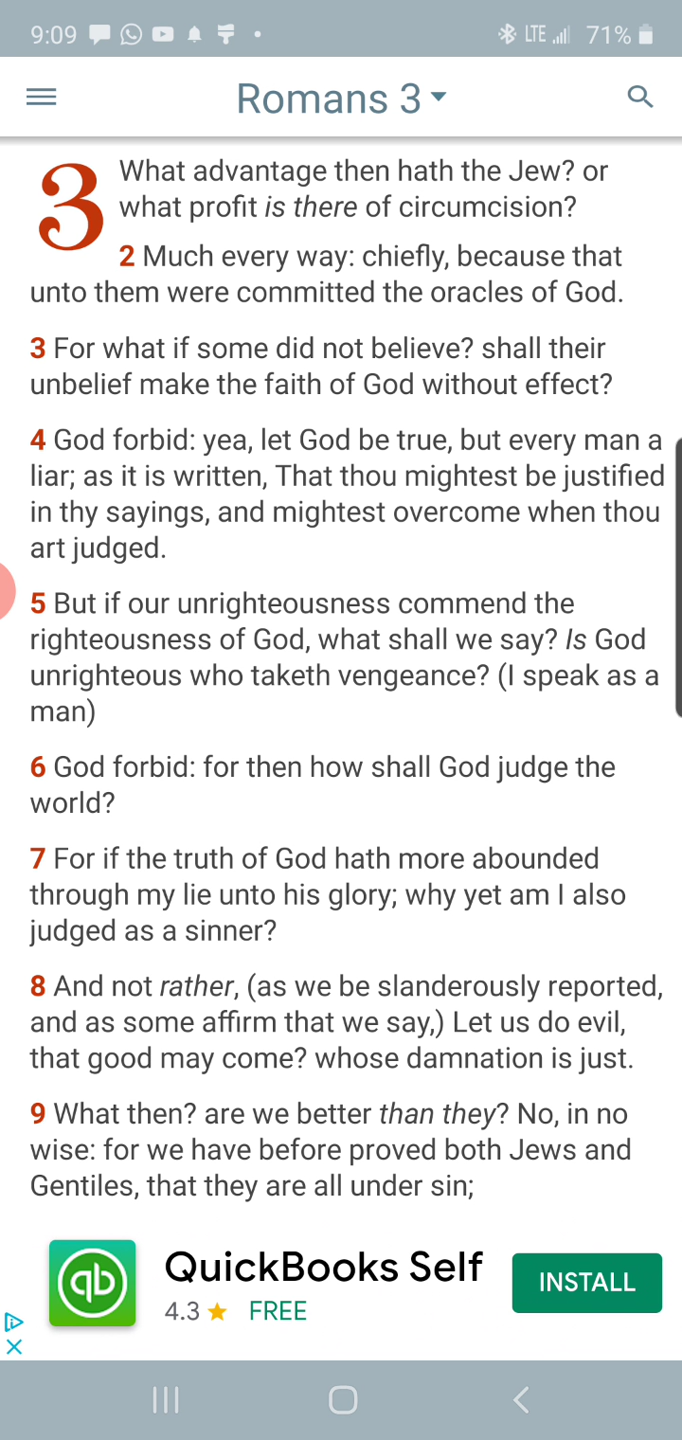 9:09 LTE 71%
Romans 3
3 What advantage then hath the Jew? or
what profit is there of circumcision?
2 Much every way: chiefly, because that
unto them were committed the oracles of God.
3 For what if some did not believe? shall their
unbelief make the faith of God without effect?
4 God forbid: yea, let God be true, but every man a
liar; as it is written, That thou mightest be justified
in thy sayings, and mightest overcome when thou
art judged.
5 But if our unrighteousness commend the
righteousness of God, what shall we say? Is God
unrighteous who taketh vengeance? (I speak as a
man)
6 God forbid: for then how shall God judge the
world?
7 For if the truth of God hath more abounded
through my lie unto his glory; why yet am I also
judged as a sinner?
8 And not rather, (as we be slanderously reported,
and as some affirm that we say,) Let us do evil,
that good may come? whose damnation is just.
9 What then? are we better than they? No, in no
wise: for we have before proved both Jews and
Gentiles, that they are all under sin;
qb
QuickBooks Self
4.3 ★ FREE
INSTALL